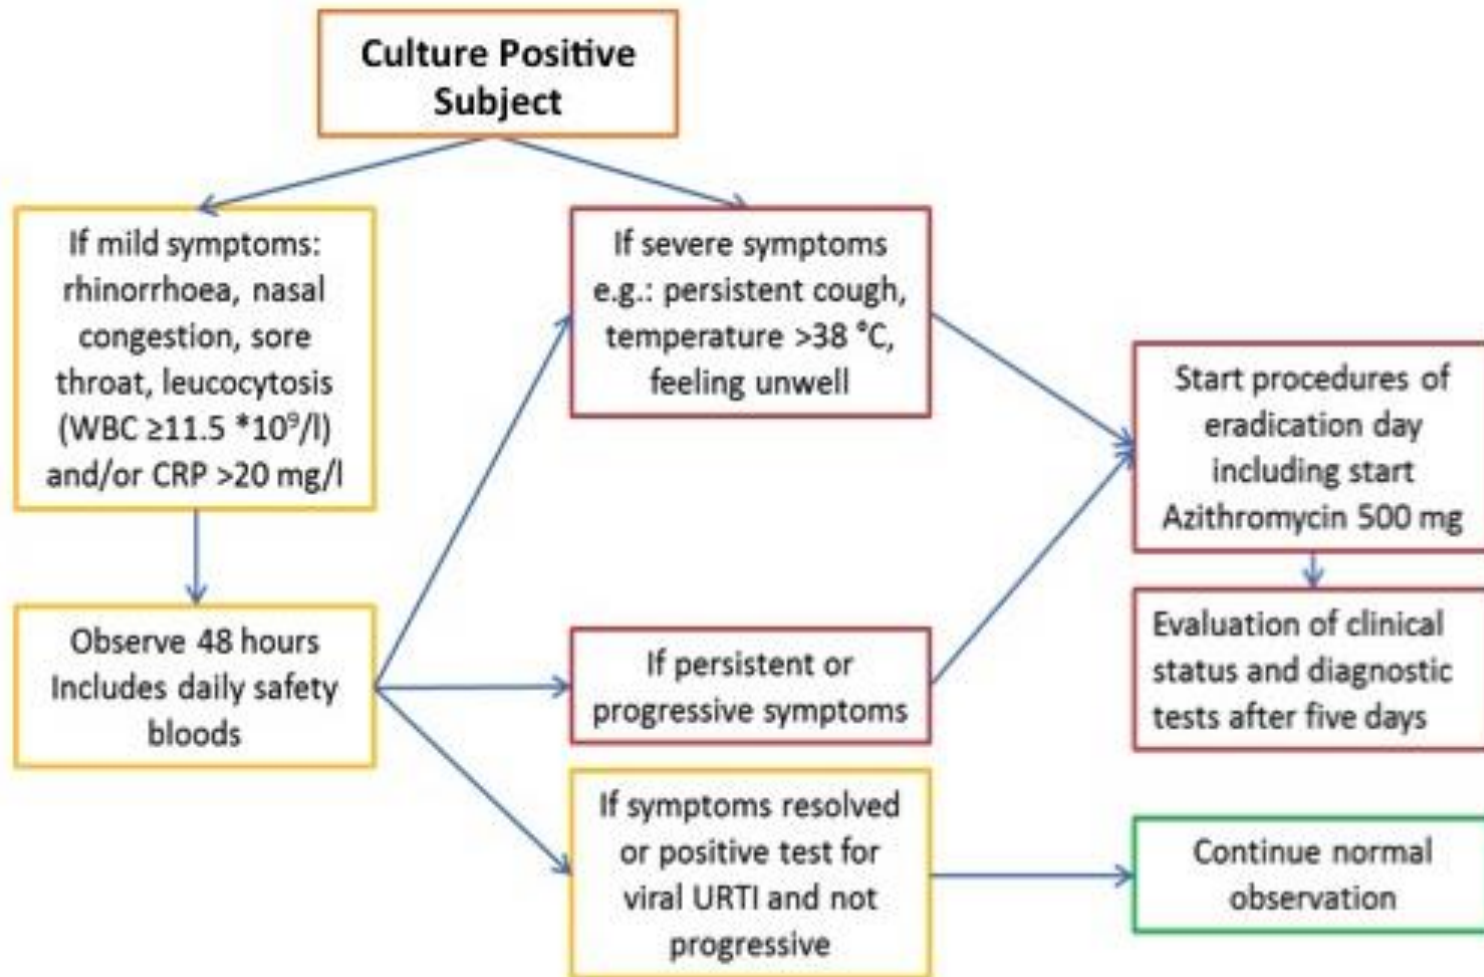 Culture Positive
Subject
If mild symptoms:
rhinorrhoea, nasal
congestion, sore
throat, leucocytosis
(WBC ≥11.5 *10⁹/l)
and/or CRP >20 mg/l
If severe symptoms
e.g.: persistent cough,
temperature >38 °C,
feeling unwell
Start procedures of
eradication day
including start
Azithromycin 500 mg
Observe 48 hours
Includes daily safety
bloods
If persistent or
progressive symptoms
Evaluation of clinical
status and diagnostic
tests after five days
If symptoms resolved
or positive test for
viral URTI and not
progressive
Continue normal
observation